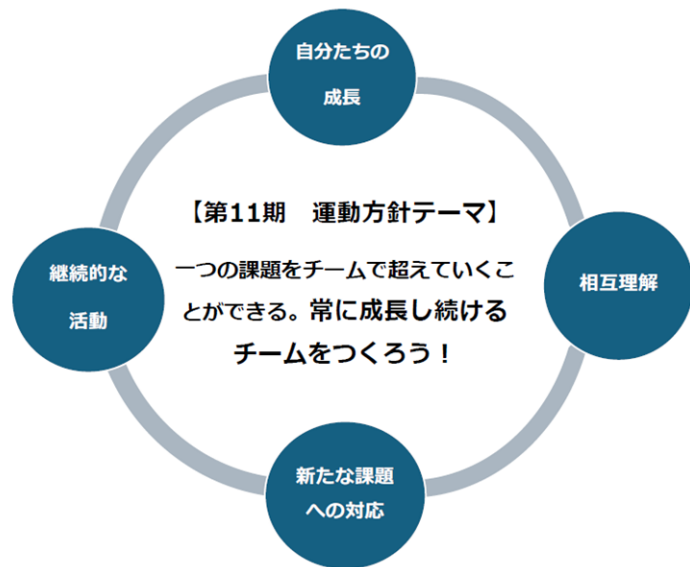 自分たちの
成長
【第11期　運動方針テーマ】
一つの課題をチームで超えていくこ
とができる。常に成長し続ける
チームをつくろう！
継続的な
活動
相互理解
新たな課題
への対応